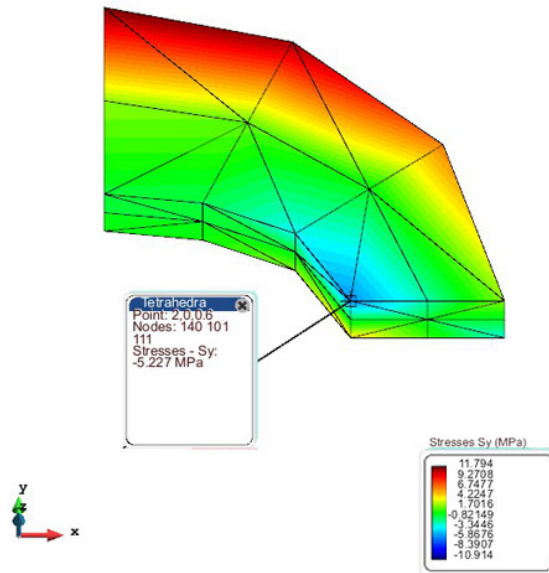 Tetrahedra
Point: 2,0,0.6
Nodes: 140 101
111
Stresses - Sy:
-5.227 MPa
Stresses Sy (MPa)
11.794
9.2708
6.7477
4.2247
1.7016
-0.82149
-3.3446
-5.8676
-8.3907
-10.914
y
z
x